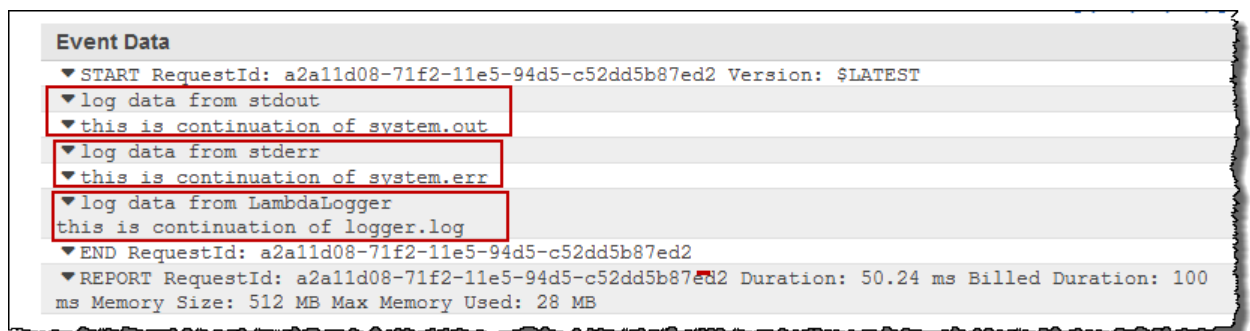 Event Data
START RequestId: a2a11d08-71f2-11e5-94d5-c52dd5b87ed2 Version: $LATEST
log data from stdout
this is continuation of system.out
log data from stderr
this is continuation of system.err
log data from LambdaLogger
this is continuation of logger.log
END RequestId: a2a11d08-71f2-11e5-94d5-c52dd5b87ed2
REPORT RequestId: a2a11d08-71f2-11e5-94d5-c52dd5b87ed2 Duration: 50.24 ms Billed Duration: 100
ms Memory Size: 512 MB Max Memory Used: 28 MB